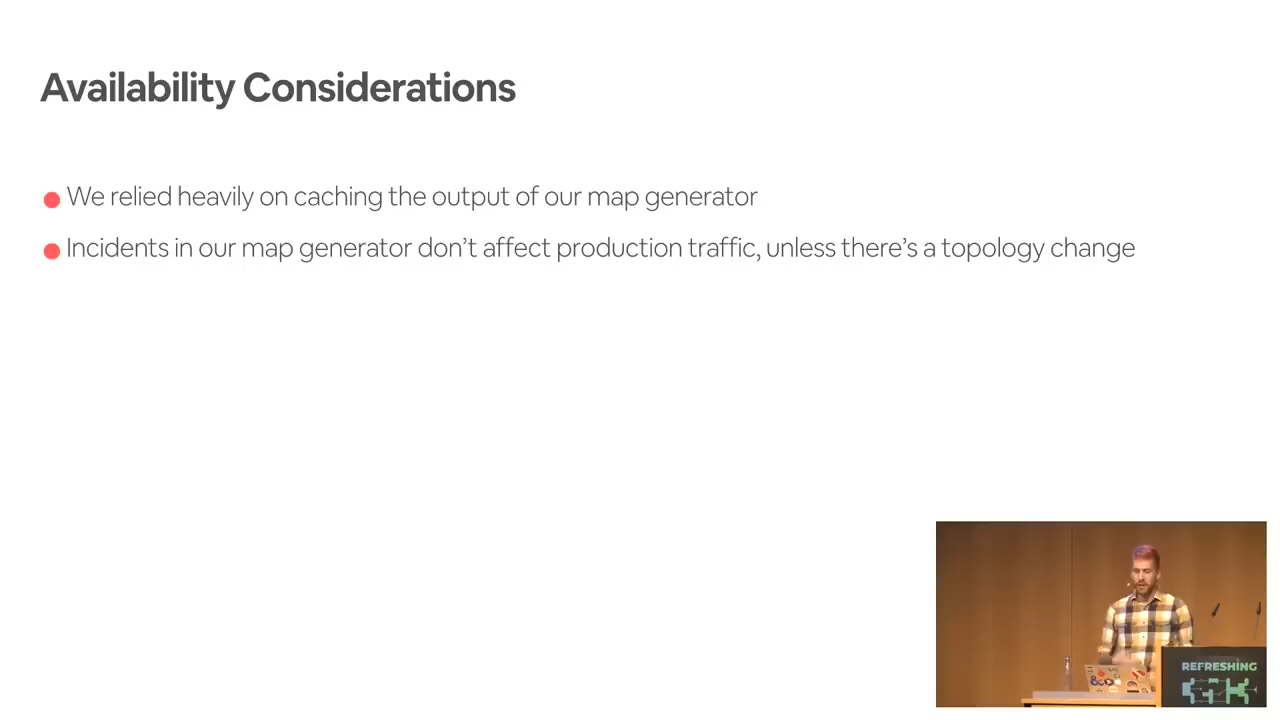 Availability Considerations
We relied heavily on caching the output of our map generator
Incidents in our map generator don't affect production traffic, unless there's a topology change
REFRESHING